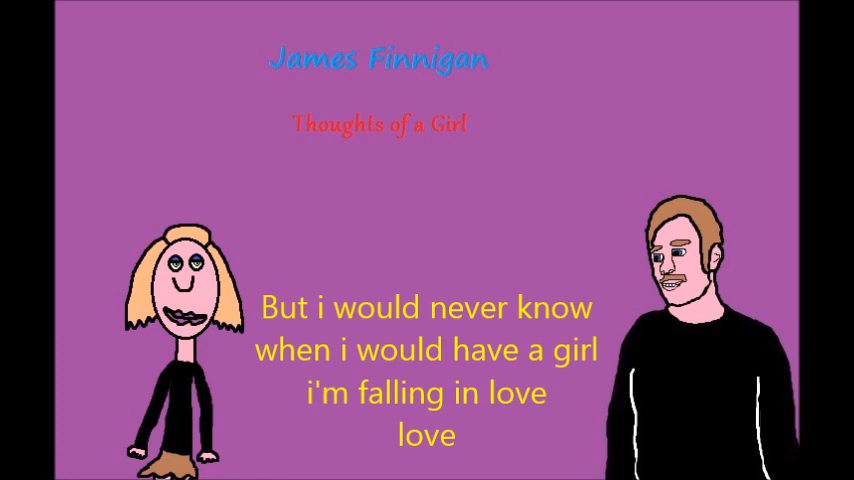 James Finnigan
Thoughts of a Girl
But i would never know
when i would have a girl
i'm falling in love
love